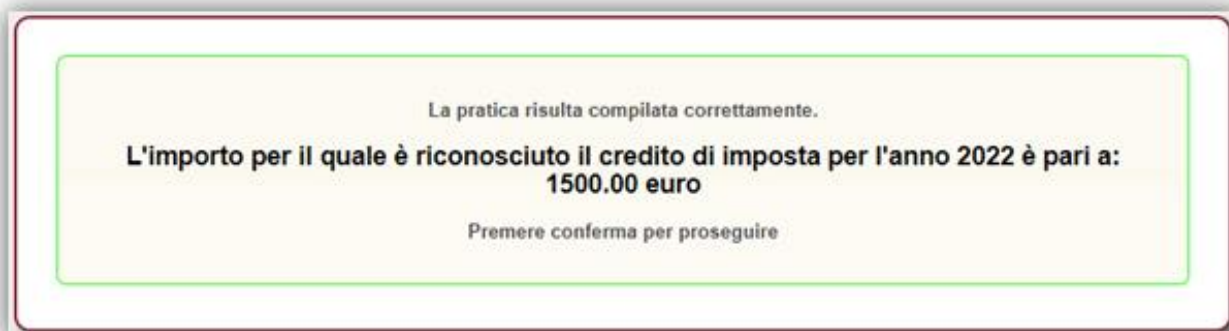 La pratica risulta compilata correttamente.
L'importo per il quale è riconosciuto il credito di imposta per l'anno 2022 è pari a:
1500.00 euro
Premere conferma per proseguire